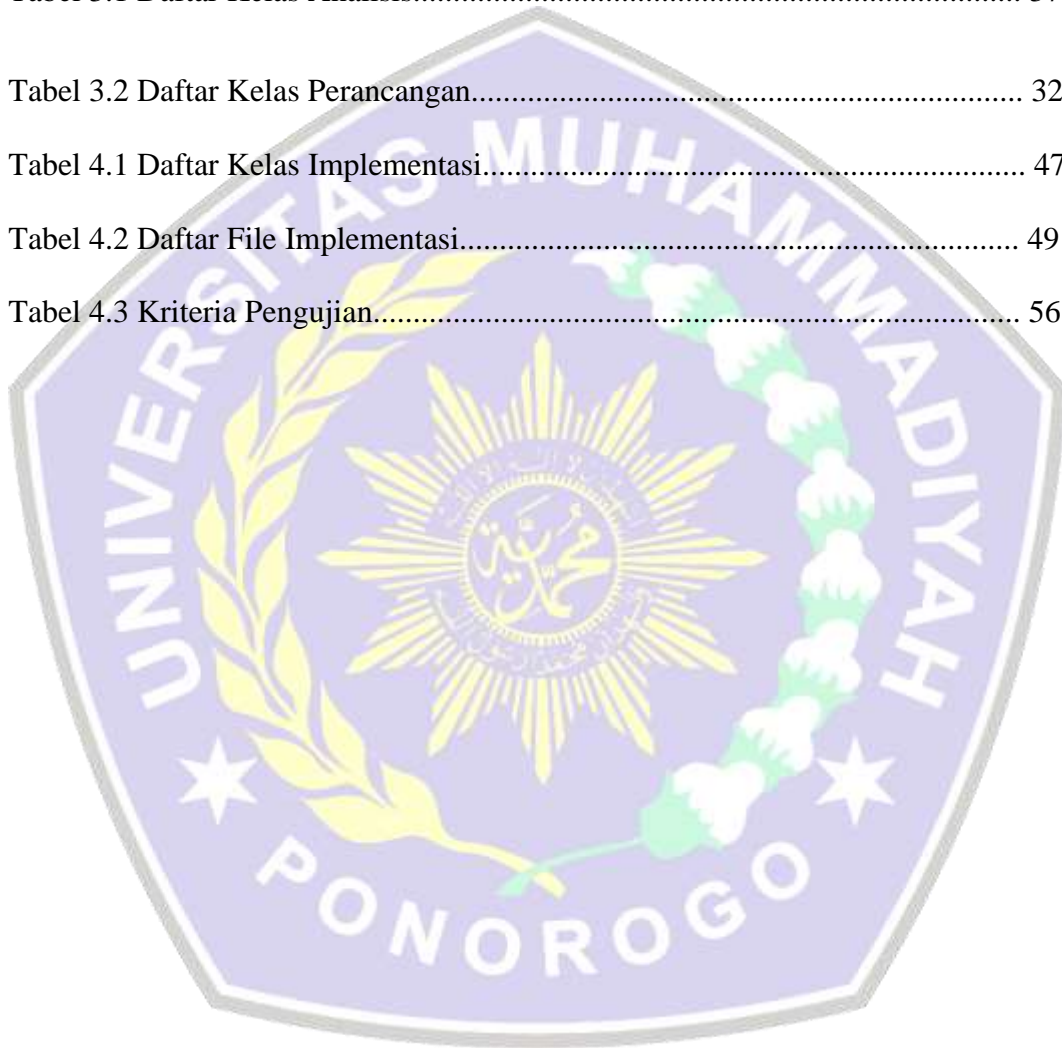 Tabel 3.2 Daftar Kelas Perancangan..................................................................... 32
Tabel 4.1 Daftar Kelas Implementasi.................................................................... 47
Tabel 4.2 Daftar File Implementasi...................................................................... 49
Tabel 4.3 Kriteria Pengujian................................................................................. 56
UNIVERSITAS MUHAMMADIYAH
محمدية
PONOROGO